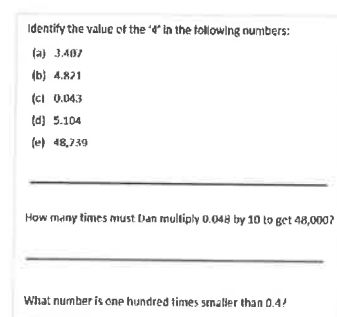 Identify the value of the '4' in the following numbers:
(a) 3.407
(b) 4.821
(c) 0.043
(d) 5.104
(e) 48,739
How many times must Dan multiply 0.048 by 10 to get 48,000?
What number is one hundred times smaller than 0.4?